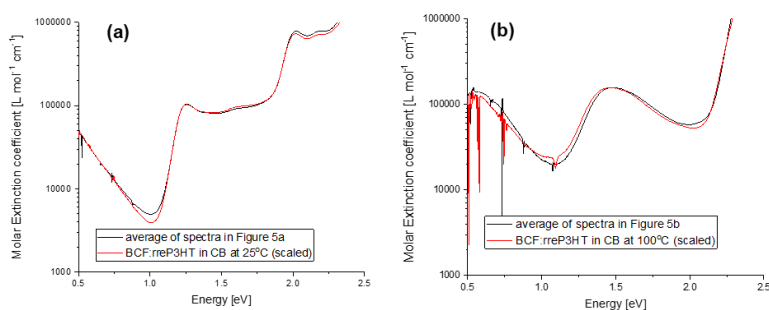 (a)
Molar Extinction coefficient [L mol⁻¹ cm⁻¹]
1000000
100000
10000
1000
average of spectra in Figure 5a
BCF:rreP3HT in CB at 25°C (scaled)
0.5 1.0 1.5 2.0 2.5
Energy [eV]
(b)
Molar Extinction coefficient [L mol⁻¹ cm⁻¹]
1000000
100000
10000
1000
average of spectra in Figure 5b
BCF:rreP3HT in CB at 100°C (scaled)
0.5 1.0 1.5 2.0 2.5
Energy [eV]